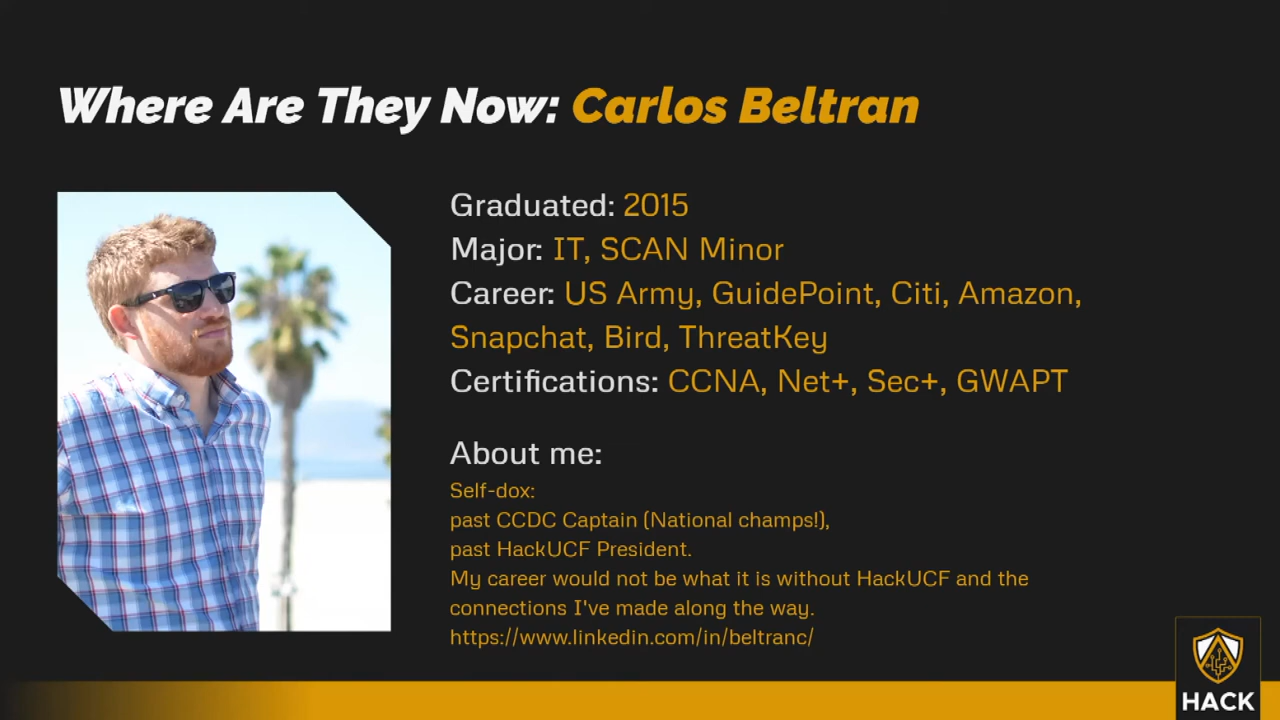 Where Are They Now: Carlos Beltran
Graduated: 2015
Major: IT, SCAN Minor
Career: US Army, GuidePoint, Citi, Amazon,
Snapchat, Bird, ThreatKey
Certifications: CCNA, Net+, Sec+, GWAPT
About me:
Self-dox:
past CCDC Captain (National champs!),
past HackUCF President.
My career would not be what it is without HackUCF and the
connections I've made along the way.
https://www.linkedin.com/in/beltranc/
HACK